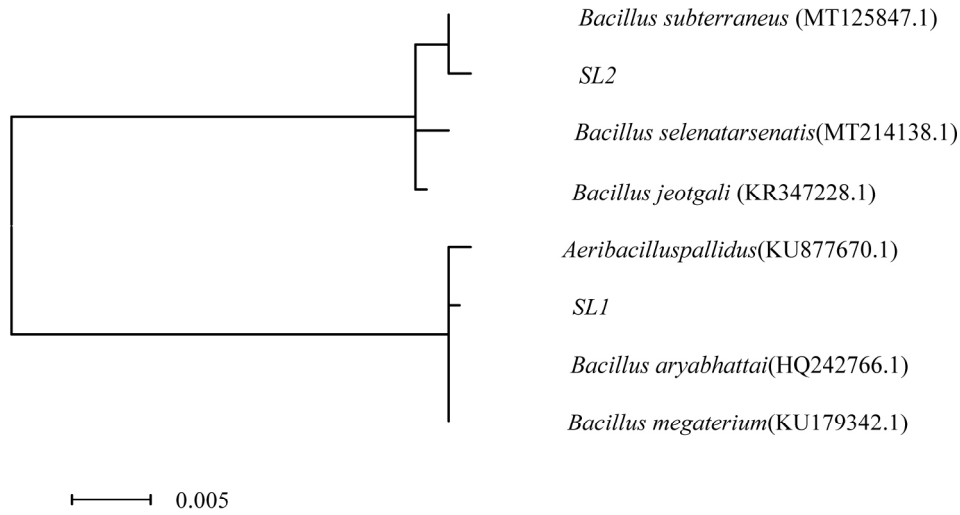 Bacillus subterraneus (MT125847.1)
SL2
Bacillus selenatarsenatis(MT214138.1)
Bacillus jeotgali (KR347228.1)
Aeribacilluspallidus(KU877670.1)
SL1
Bacillus aryabhattai(HQ242766.1)
Bacillus megaterium(KU179342.1)
0.005